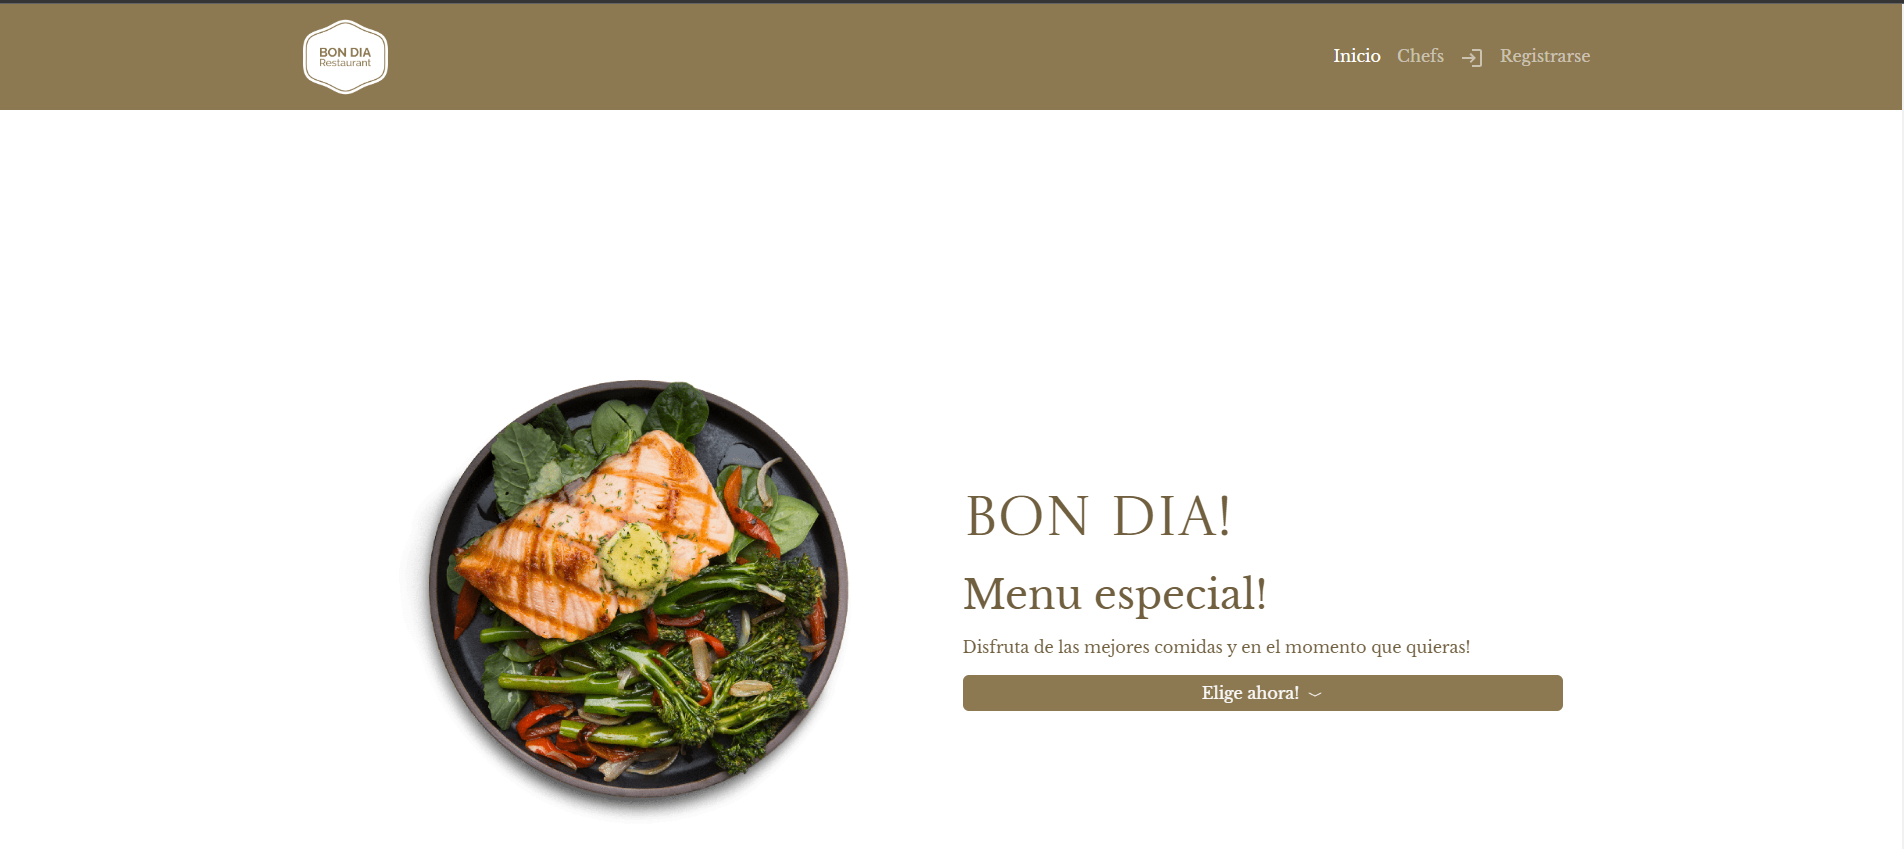 BON DIA
Restaurant
Inicio Chefs Registrarse
BON DIA!
Menu especial!
Disfruta de las mejores comidas y en el momento que quieras!
Elige ahora!